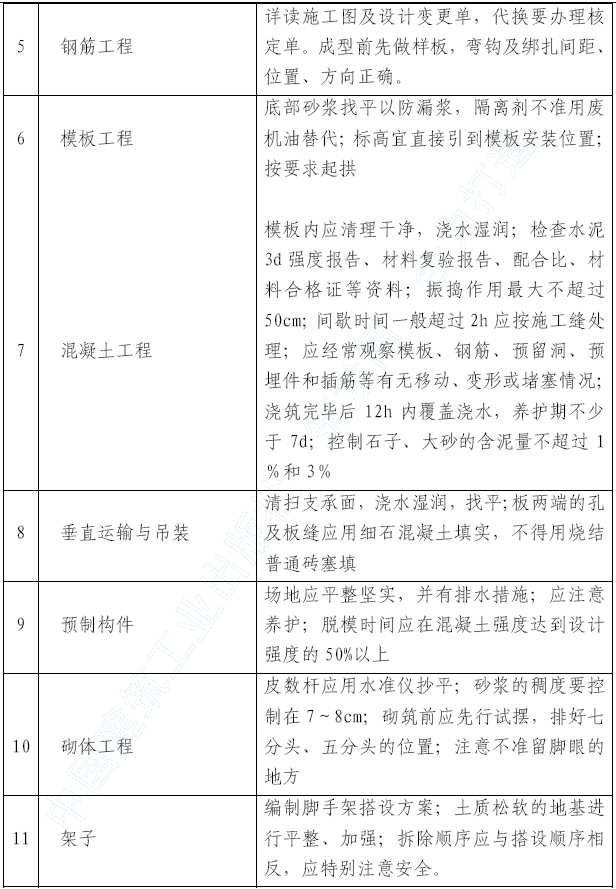 5 钢筋工程
详读施工图及设计变更单，代换要办理核
定单。成型前先做样板，弯钩及绑扎间距、
位置、方向正确。
6 模板工程
底部砂浆找平以防漏浆，隔离剂不准用废
机油替代；标高宜直接引到模板安装位置；
按要求起拱
7 混凝土工程
模板内应清理干净，浇水湿润；检查水泥
3d 强度报告、材料复验报告、配合比、材
料合格证等资料；振捣作用最大不超过
50cm；间歇时间一般超过 2h 应按施工缝处
理；应经常观察模板、钢筋、预留洞、预
埋件和插筋等有无移动、变形或堵塞情况；
浇筑完毕后 12h 内覆盖浇水，养护期不少
于 7d；控制石子、大砂的含泥量不超过 1
％和 3％
8 垂直运输与吊装
清扫支承面，浇水湿润，找平；板两端的孔
及板缝应用细石混凝土填实，不得用烧结
普通砖塞填
9 预制构件
场地应平整坚实，并有排水措施；应注意
养护；脱模时间应在混凝土强度达到设计
强度的 50%以上
10 砌体工程
皮数杆应用水准仪抄平；砂浆的稠度要控
制在 7～8cm；砌筑前应先行试摆，排好七
分头、五分头的位置；注意不准留脚眼的
地方
11 架子
编制脚手架搭设方案；土质松软的地基进
行平整、加强；拆除顺序应与搭设顺序相
反，应特别注意安全。